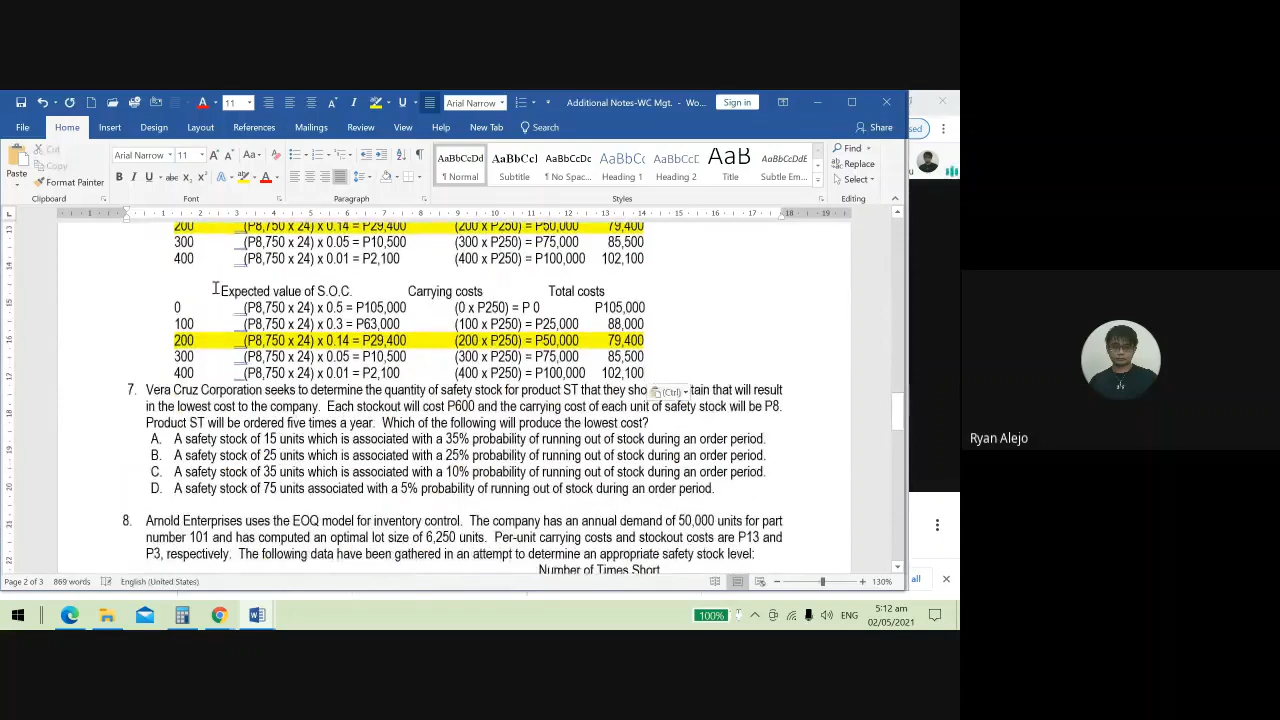 Additional Notes-WC Mgt. - Wo...
Sign in
11
Arial Narrow
File Home Insert Design Layout References Mailings Review View Help New Tab Search Share
Cut
Copy
Paste
Format Painter
Clipboard
Arial Narrow 11
Font
Paragraph
AaBbCcDd AaBbCcI AaBbCcDc AaBbCc AaBbCcD AaB AaBbCcDdE
¶ Normal Subtitle ¶ No Spac... Heading 1 Heading 2 Title Subtle Em...
Styles
Find
Replace
Select
Editing
200 (P8,750 x 24) x 0.14 = P29,400 (200 x P250) = P50,000 79,400
300 (P8,750 x 24) x 0.05 = P10,500 (300 x P250) = P75,000 85,500
400 (P8,750 x 24) x 0.01 = P2,100 (400 x P250) = P100,000 102,100
Expected value of S.O.C. Carrying costs Total costs
0 (P8,750 x 24) x 0.5 = P105,000 (0 x P250) = P 0 P105,000
100 (P8,750 x 24) x 0.3 = P63,000 (100 x P250) = P25,000 88,000
200 (P8,750 x 24) x 0.14 = P29,400 (200 x P250) = P50,000 79,400
300 (P8,750 x 24) x 0.05 = P10,500 (300 x P250) = P75,000 85,500
400 (P8,750 x 24) x 0.01 = P2,100 (400 x P250) = P100,000 102,100
7. Vera Cruz Corporation seeks to determine the quantity of safety stock for product ST that they sho (Ctrl) tain that will result
in the lowest cost to the company. Each stockout will cost P600 and the carrying cost of each unit of safety stock will be P8.
Product ST will be ordered five times a year. Which of the following will produce the lowest cost?
A. A safety stock of 15 units which is associated with a 35% probability of running out of stock during an order period.
B. A safety stock of 25 units which is associated with a 25% probability of running out of stock during an order period.
C. A safety stock of 35 units which is associated with a 10% probability of running out of stock during an order period.
D. A safety stock of 75 units associated with a 5% probability of running out of stock during an order period.
8. Arnold Enterprises uses the EOQ model for inventory control. The company has an annual demand of 50,000 units for part
number 101 and has computed an optimal lot size of 6,250 units. Per-unit carrying costs and stockout costs are P13 and
P3, respectively. The following data have been gathered in an attempt to determine an appropriate safety stock level:
Number of Times Short
Page 2 of 3 869 words English (United States) 130%
100% ENG
5:12 am
02/05/2021
Ryan Alejo